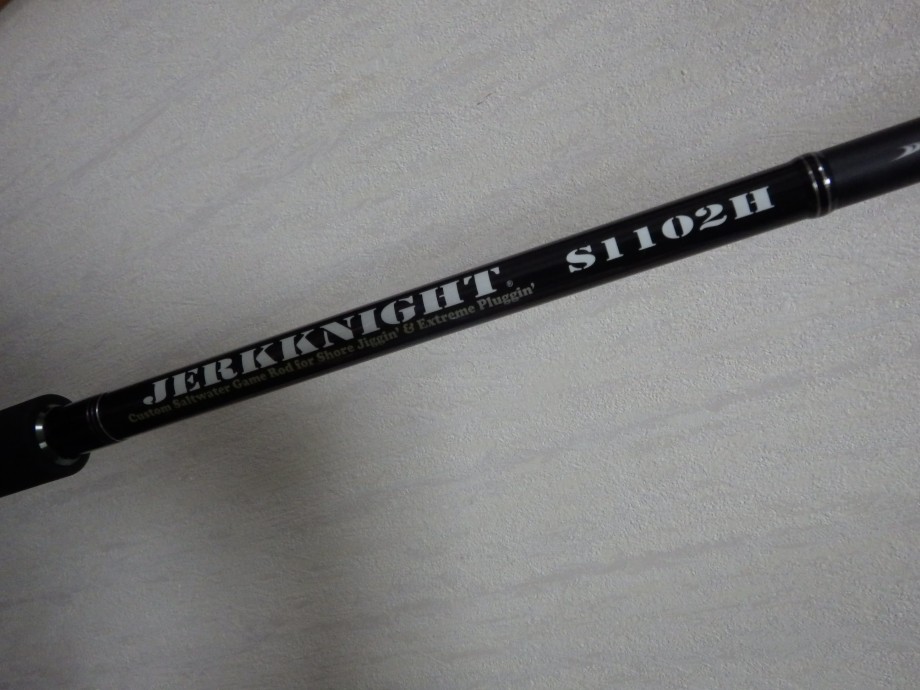 JERKKNIGHT® S1102H
Custom Saltwater Game Rod for Shore Jiggin' & Extreme Pluggin'